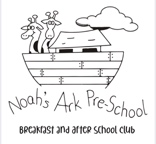 Noah's Ark Pre-School
Breakfast and after school club